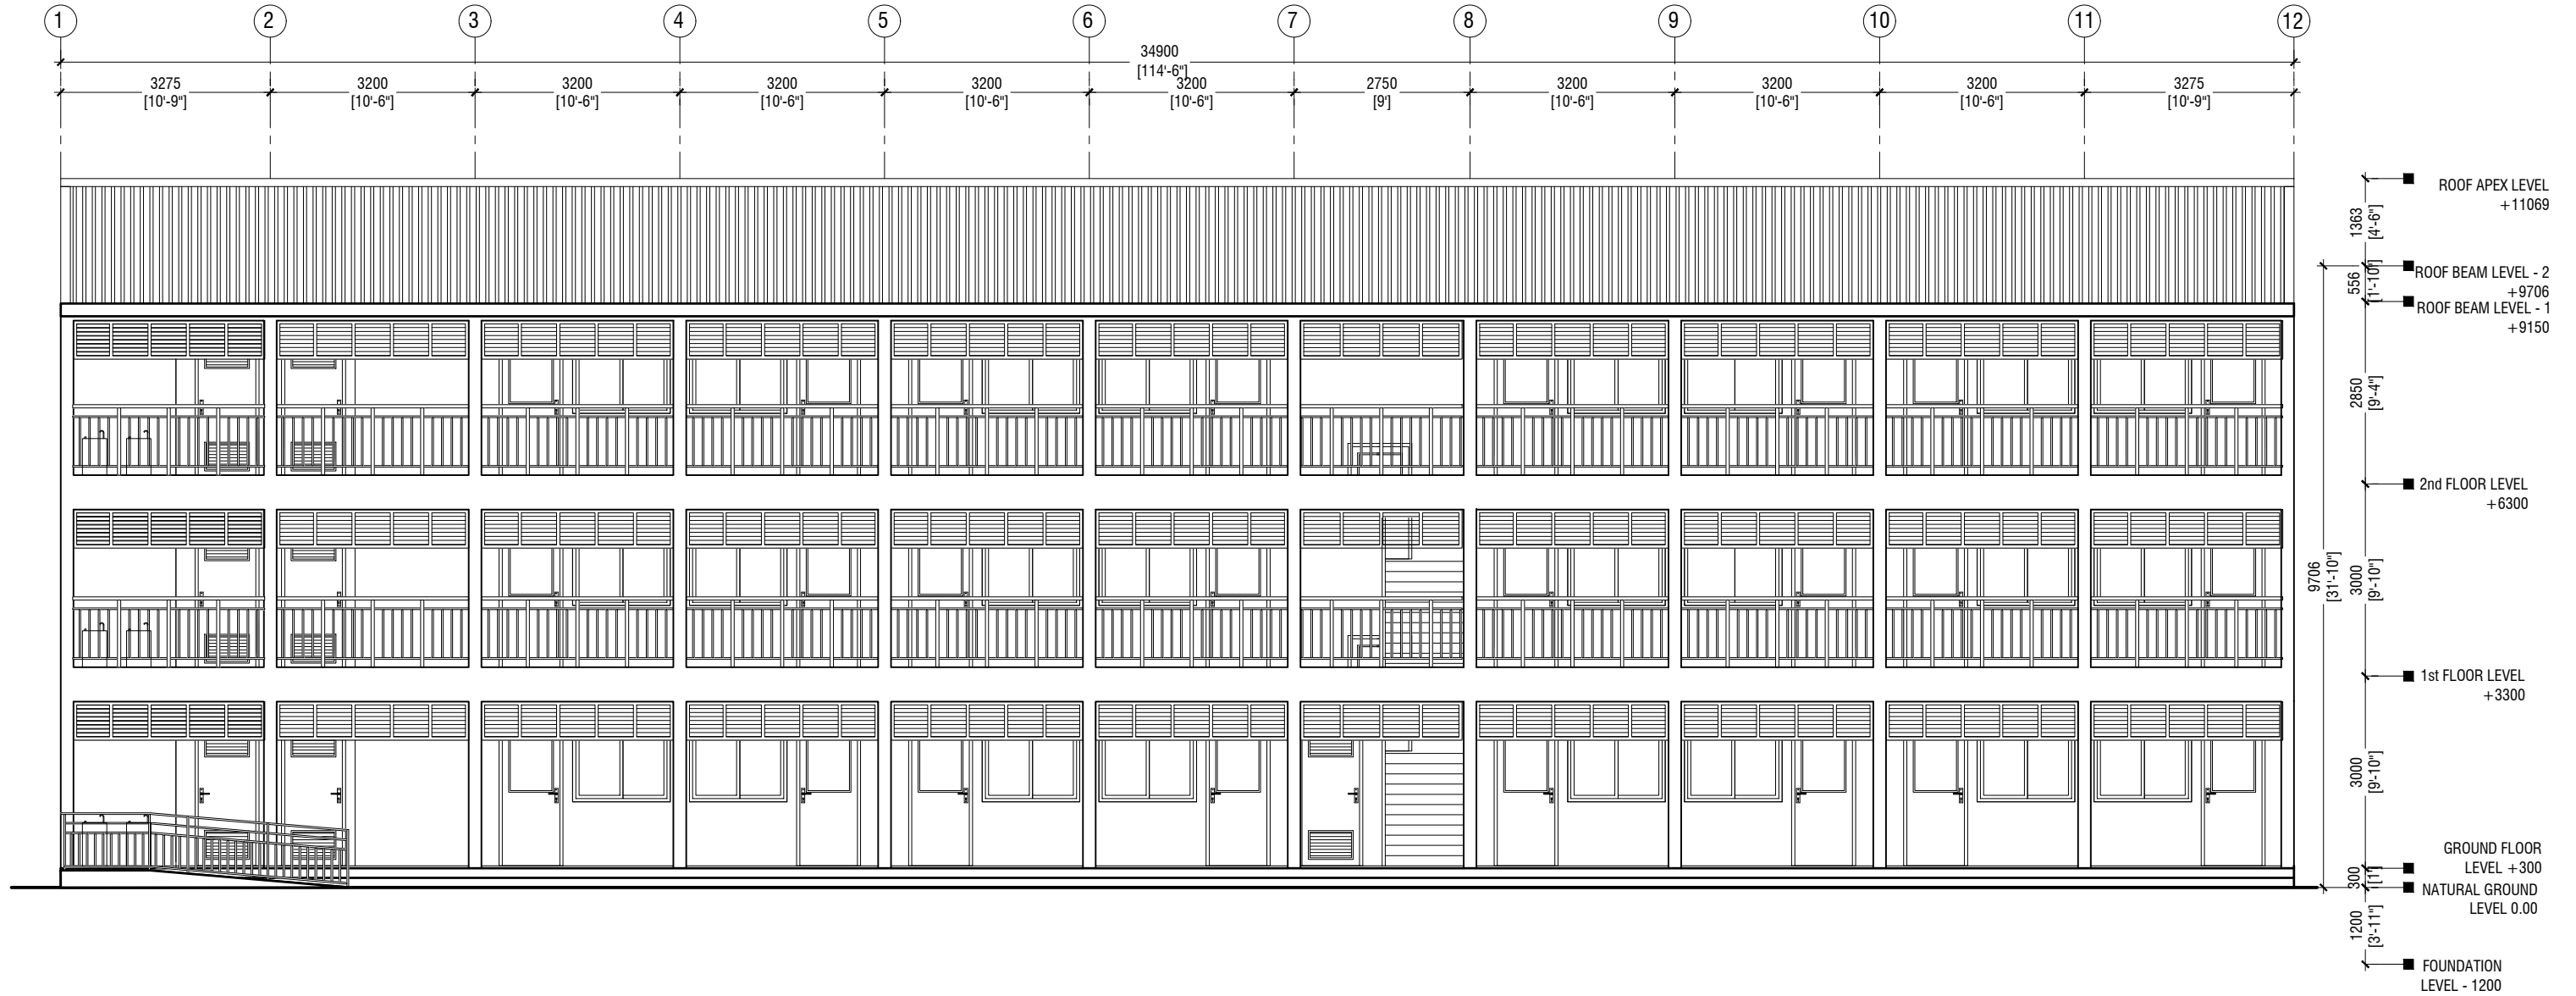 1 2 3 4 5 6 7 8 9 10 11 12
34900
[114'-6"]
3275 3200 3200 3200 3200 3200 2750 3200 3200 3200 3275
[10'-9"] [10'-6"] [10'-6"] [10'-6"] [10'-6"] [10'-6"] [9'] [10'-6"] [10'-6"] [10'-6"] [10'-9"]
ROOF APEX LEVEL
+11069
1363
[4'-6"]
ROOF BEAM LEVEL - 2
+9706
556
[1'-10"]
ROOF BEAM LEVEL - 1
+9150
2850
[9'-4"]
2nd FLOOR LEVEL
+6300
9706
[31'-10"]
3000
[9'-10"]
1st FLOOR LEVEL
+3300
3000
[9'-10"]
GROUND FLOOR
LEVEL +300
300
[1']
NATURAL GROUND
LEVEL 0.00
1200
[3'-11"]
FOUNDATION
LEVEL - 1200